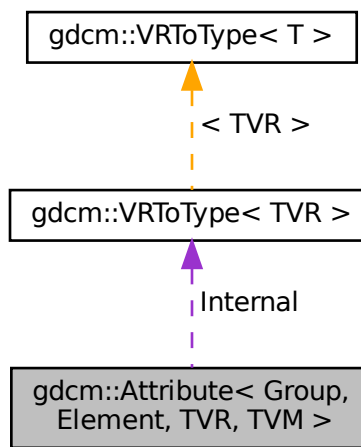 gdcm::VRToType< T >
< TVR >
gdcm::VRToType< TVR >
Internal
gdcm::Attribute< Group,
Element, TVR, TVM >